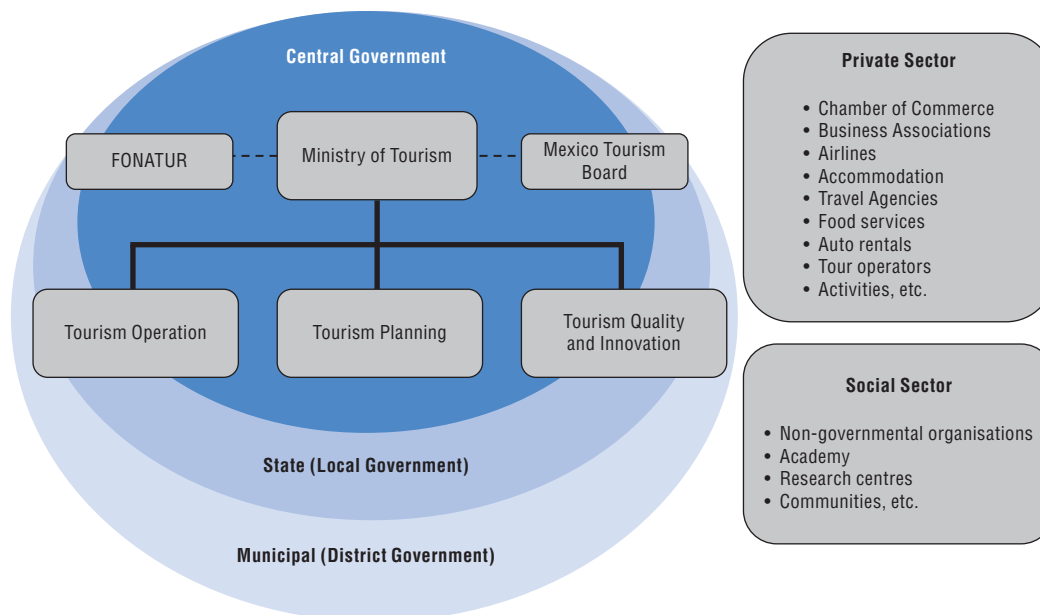 Central Government
FONATUR
Ministry of Tourism
Mexico Tourism
Board
Tourism Operation
Tourism Planning
Tourism Quality
and Innovation
State (Local Government)
Municipal (District Government)
Private Sector
• Chamber of Commerce
• Business Associations
• Airlines
• Accommodation
• Travel Agencies
• Food services
• Auto rentals
• Tour operators
• Activities, etc.
Social Sector
• Non-governmental organisations
• Academy
• Research centres
• Communities, etc.